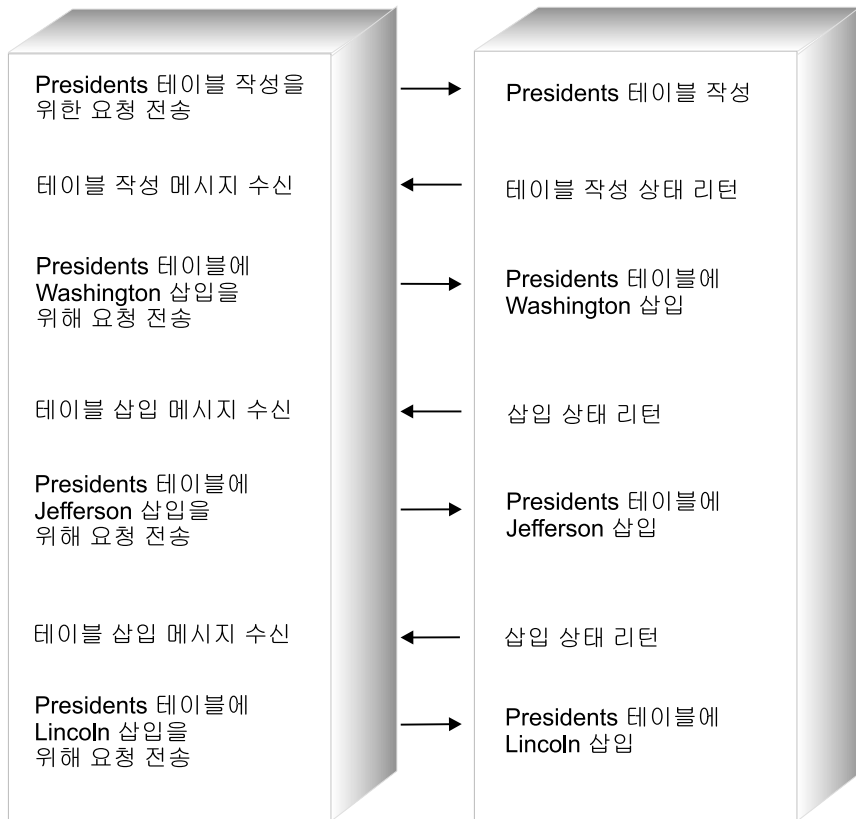 Presidents 테이블 작성을
위한 요청 전송
Presidents 테이블 작성
테이블 작성 메시지 수신
테이블 작성 상태 리턴
Presidents 테이블에
Washington 삽입을
위해 요청 전송
Presidents 테이블에
Washington 삽입
테이블 삽입 메시지 수신
삽입 상태 리턴
Presidents 테이블에
Jefferson 삽입을
위해 요청 전송
Presidents 테이블에
Jefferson 삽입
테이블 삽입 메시지 수신
삽입 상태 리턴
Presidents 테이블에
Lincoln 삽입을
위해 요청 전송
Presidents 테이블에
Lincoln 삽입